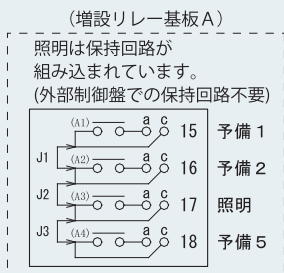 （増設リレー基板A）
照明は保持回路が
組み込まれています。
(外部制御盤での保持回路不要)
(A1) a c 15 予備1
J1
(A2) a c 16 予備2
J2
(A3) a c 17 照明
J3
(A4) a c 18 予備5